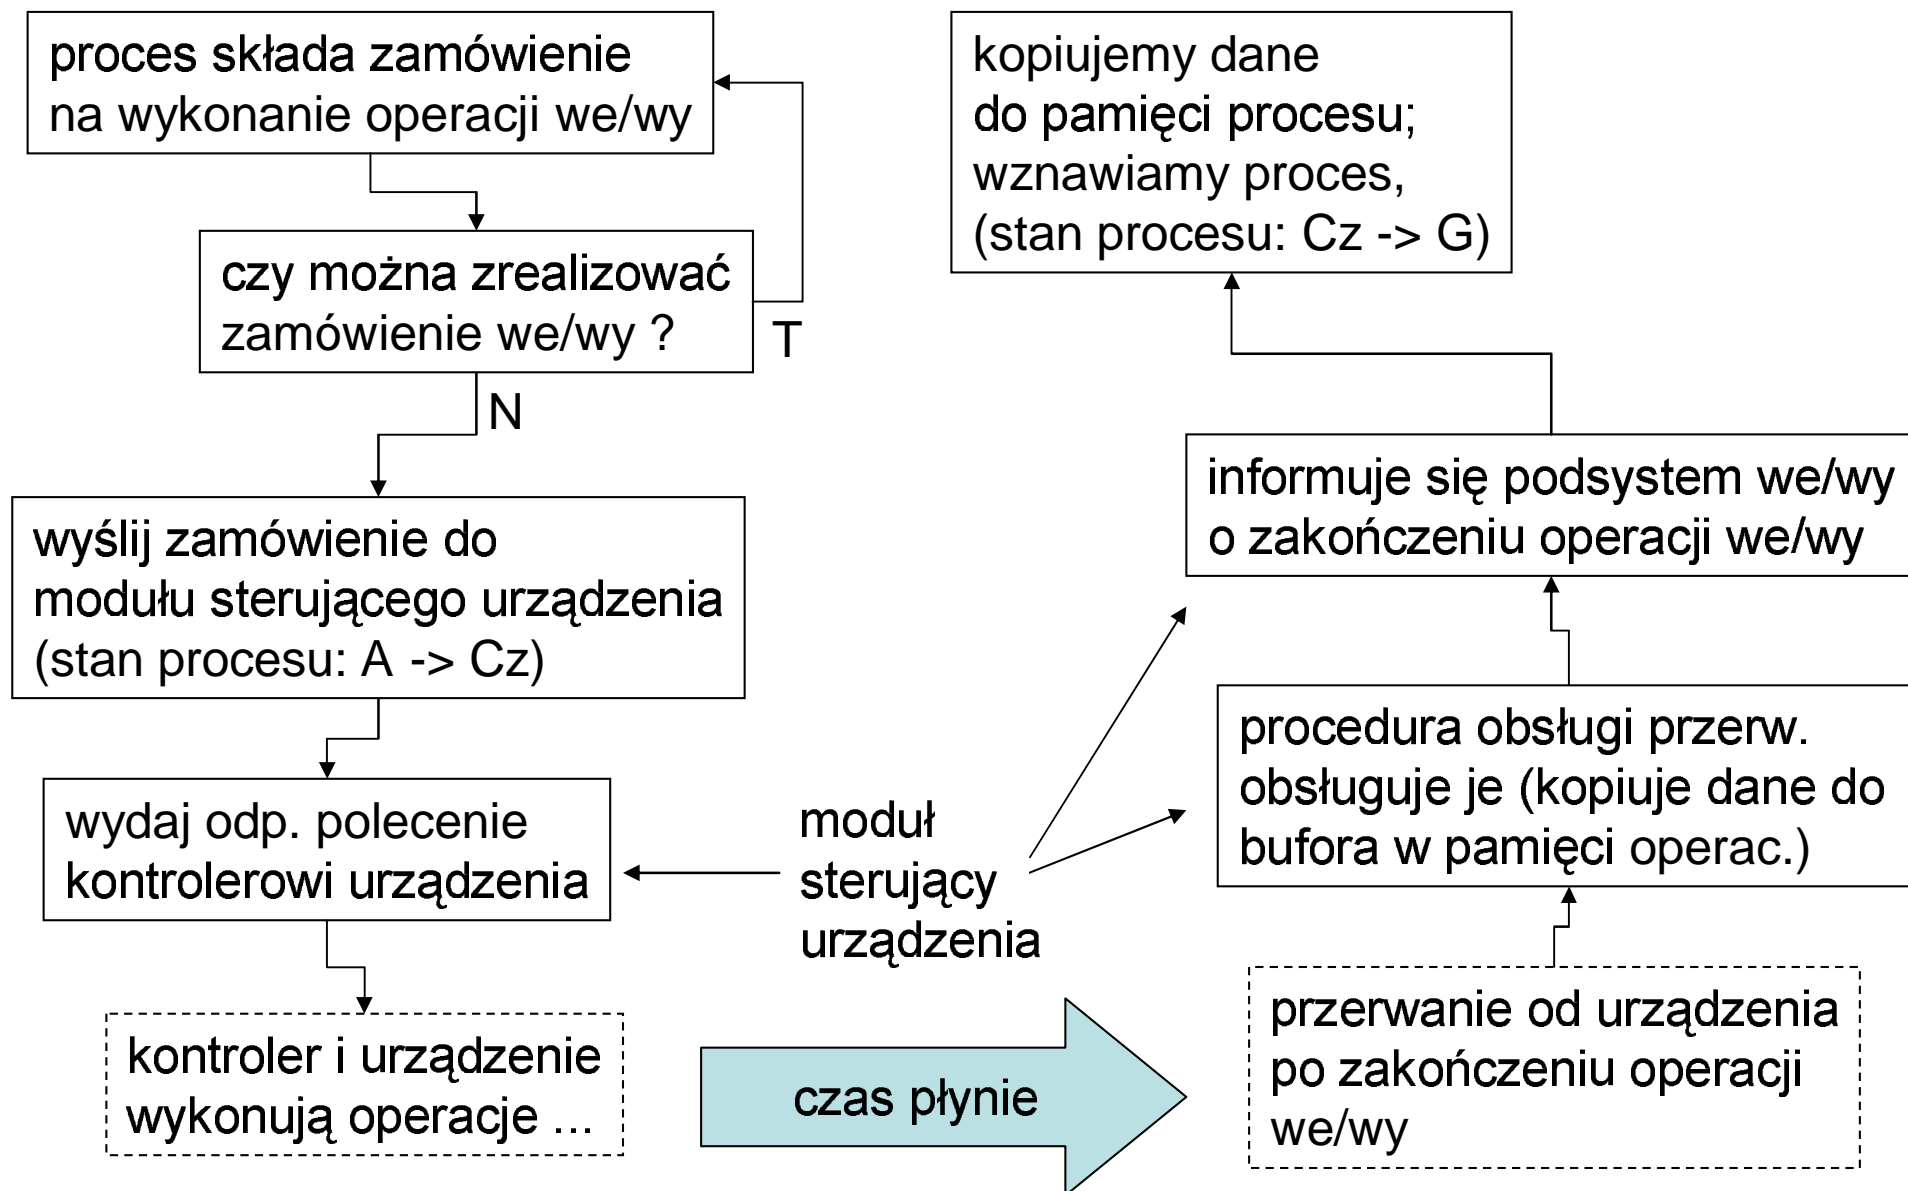 proces składa zamówienie
na wykonanie operacji we/wy
czy można zrealizować
zamówienie we/wy ?
T
N
wyślij zamówienie do
modułu sterującego urządzenia
(stan procesu: A -> Cz)
wydaj odp. polecenie
kontrolerowi urządzenia
kontroler i urządzenie
wykonują operacje ...
moduł
sterujący
urządzenia
czas płynie
kopiujemy dane
do pamięci procesu;
wznawiamy proces,
(stan procesu: Cz -> G)
informuje się podsystem we/wy
o zakończeniu operacji we/wy
procedura obsługi przerw.
obsługuje je (kopiuje dane do
bufora w pamięci operac.)
przerwanie od urządzenia
po zakończeniu operacji
we/wy